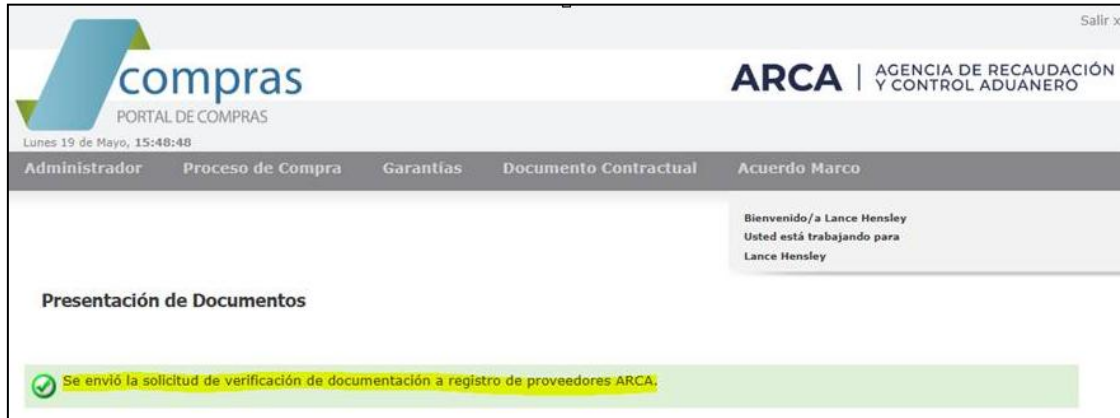 Salir x
compras
PORTAL DE COMPRAS
ARCA | AGENCIA DE RECAUDACIÓN
Y CONTROL ADUANERO
Lunes 19 de Mayo, 15:48:48
Administrador Proceso de Compra Garantías Documento Contractual Acuerdo Marco
Bienvenido/a Lance Hensley
Usted está trabajando para
Lance Hensley
Presentación de Documentos
Se envió la solicitud de verificación de documentación a registro de proveedores ARCA.